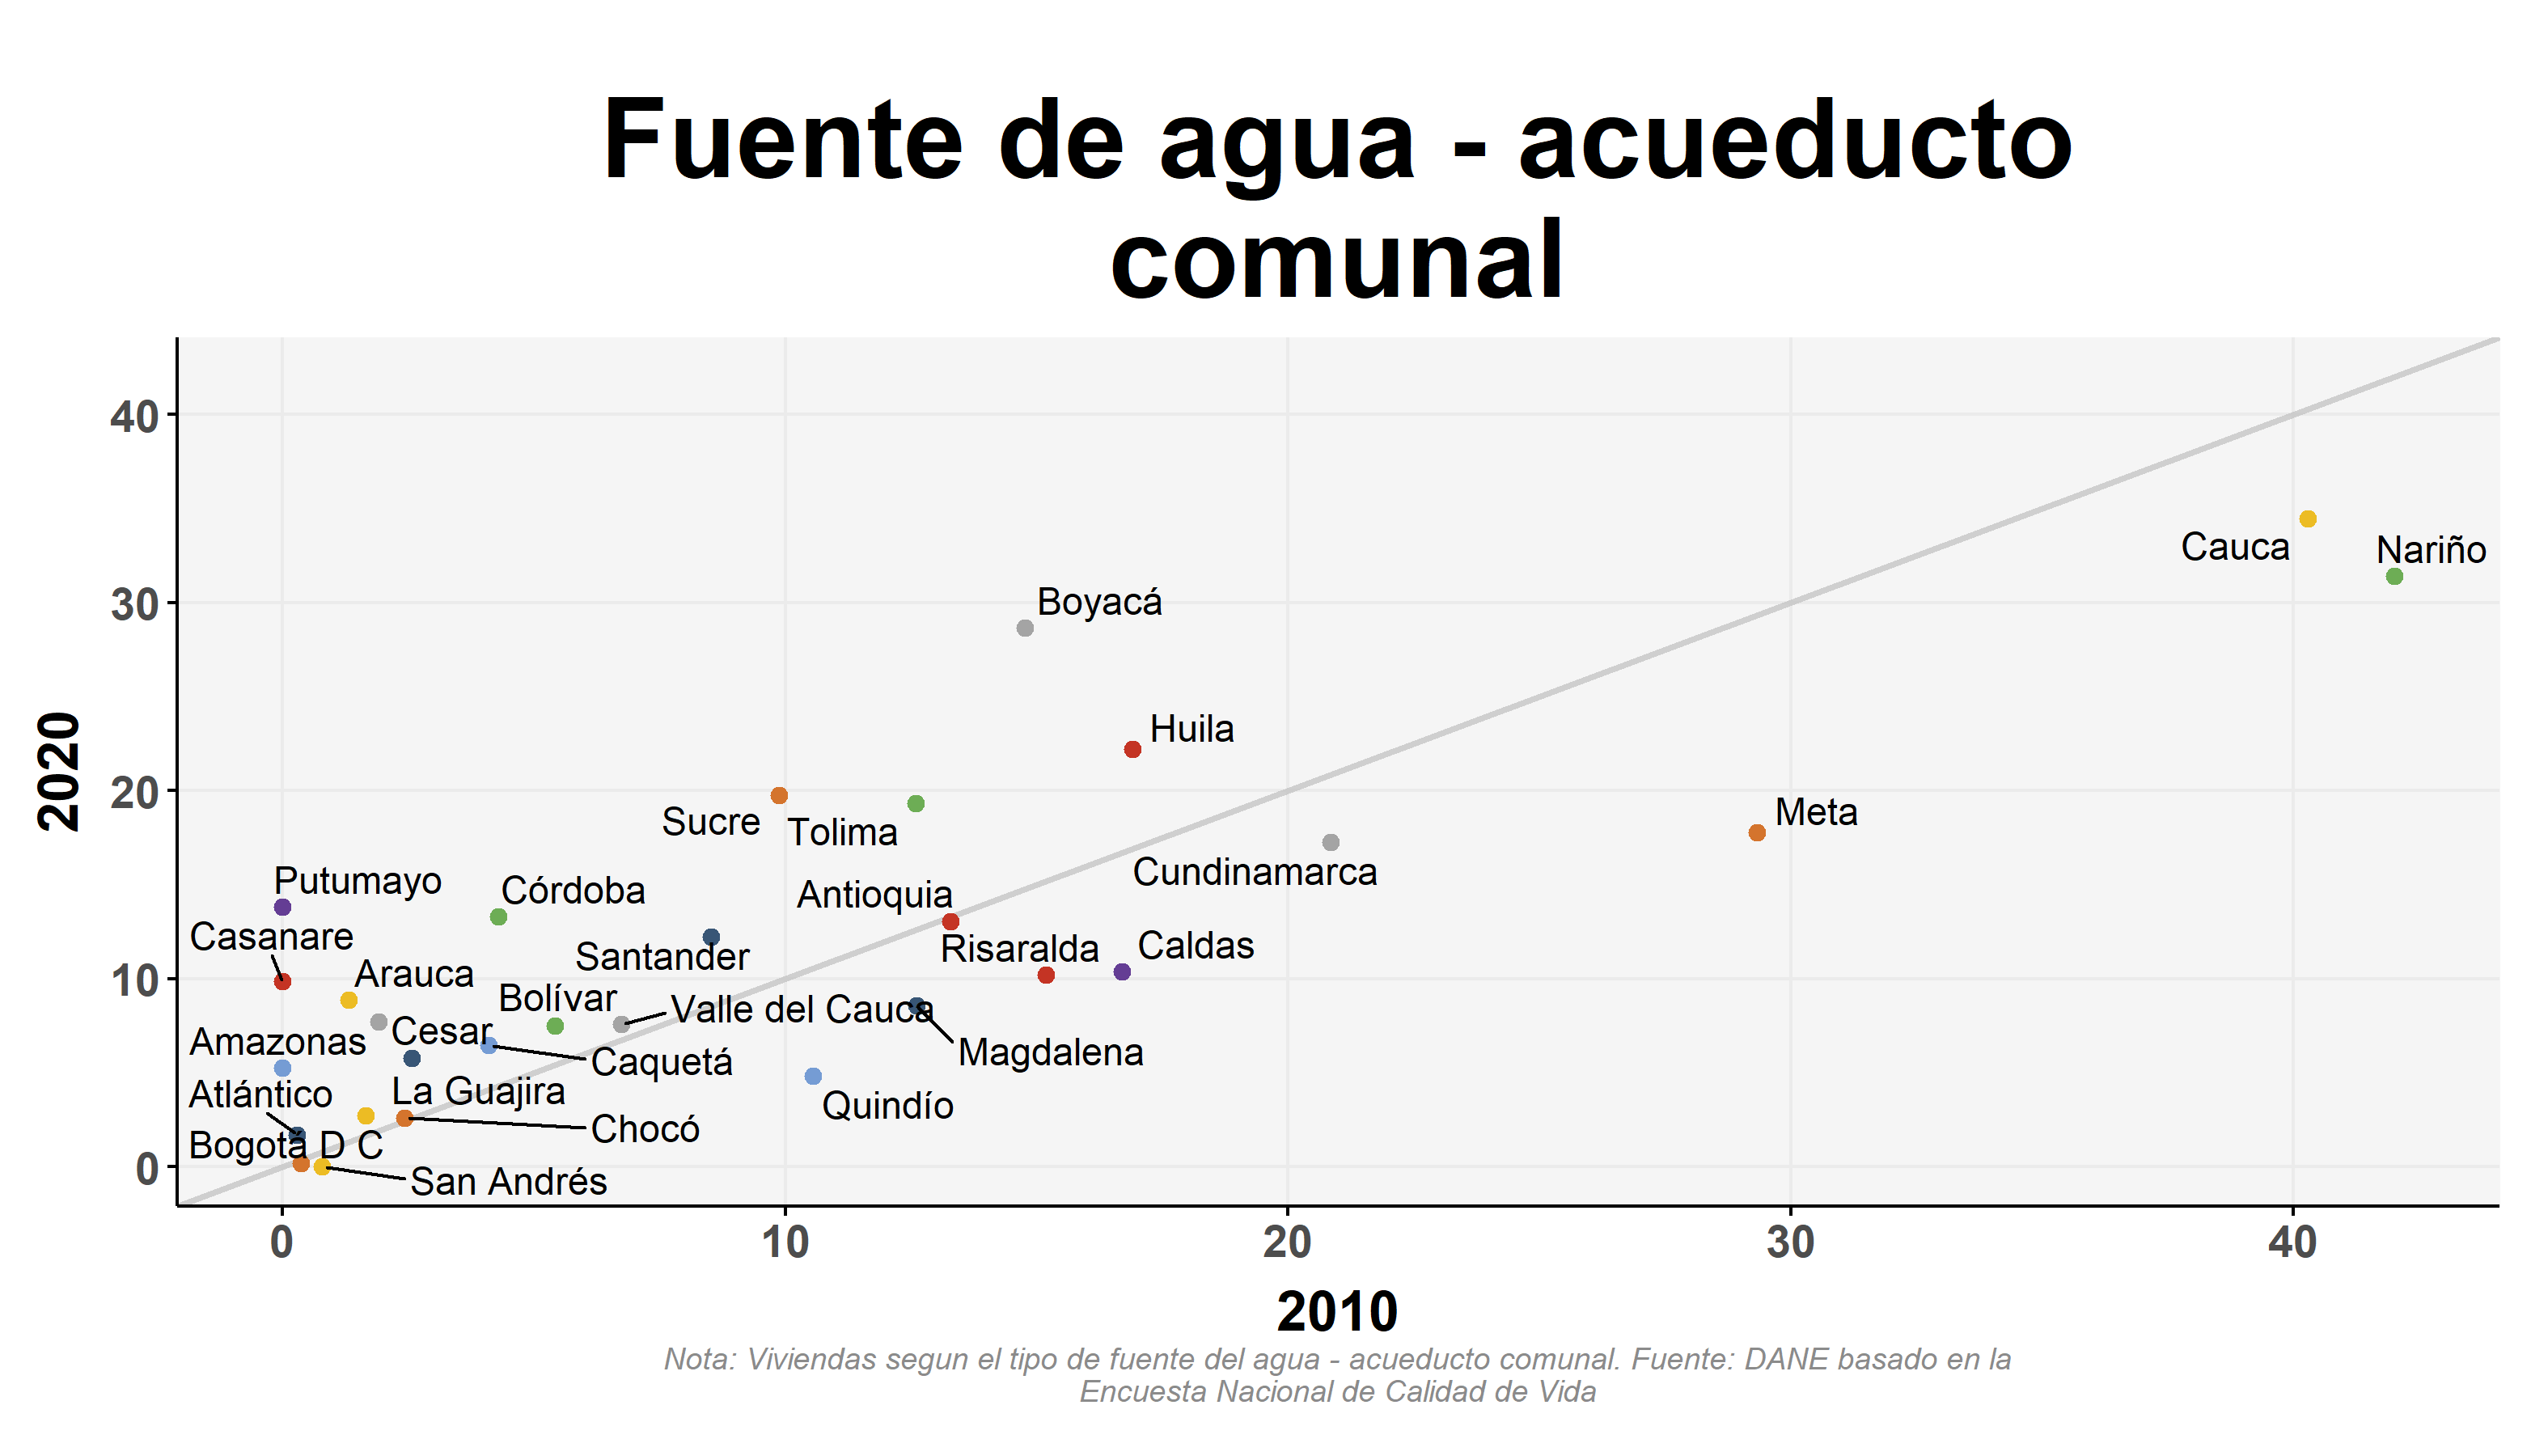 Fuente de agua - acueducto
comunal
40
30
20
10
0
2020
Cauca
Nariño
Boyacá
Huila
Sucre
Tolima
Meta
Cundinamarca
Putumayo
Córdoba
Antioquia
Casanare
Santander
Risaralda
Caldas
Arauca
Bolívar
Valle del Cauca
Amazonas
Cesar
Caquetá
Magdalena
Atlántico
La Guajira
Quindío
Chocó
Bogotá D C
San Andrés
0 10 20 30 40
2010
Nota: Viviendas segun el tipo de fuente del agua - acueducto comunal. Fuente: DANE basado en la
Encuesta Nacional de Calidad de Vida